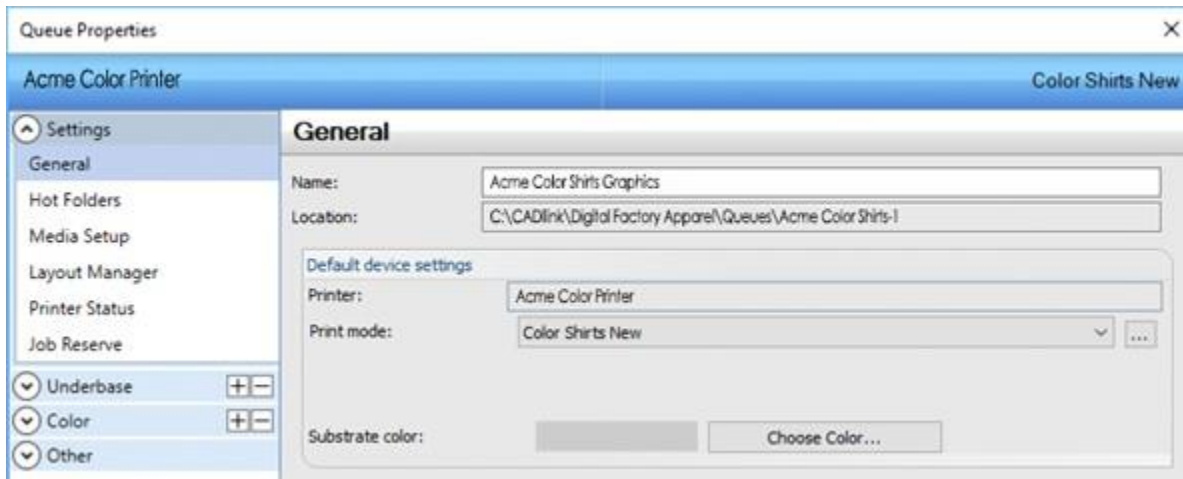 Queue Properties
Acme Color Printer
Color Shirts New
Settings
General
Hot Folders
Media Setup
Layout Manager
Printer Status
Job Reserve
Underbase
Color
Other
General
Name: Acme Color Shirts Graphics
Location: C:\CADlink\Digital Factory Apparel\Queues\Acme Color Shirts-1
Default device settings
Printer: Acme Color Printer
Print mode: Color Shirts New ...
Substrate color: Choose Color...